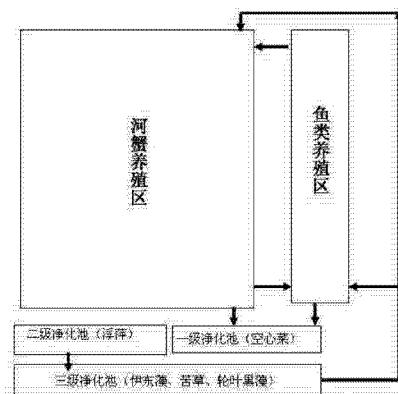 河蟹养殖区
鱼类养殖区
二级净化池（浮萍）
一级净化池（空心菜）
三级净化池（伊乐藻、苦草、轮叶黑藻）